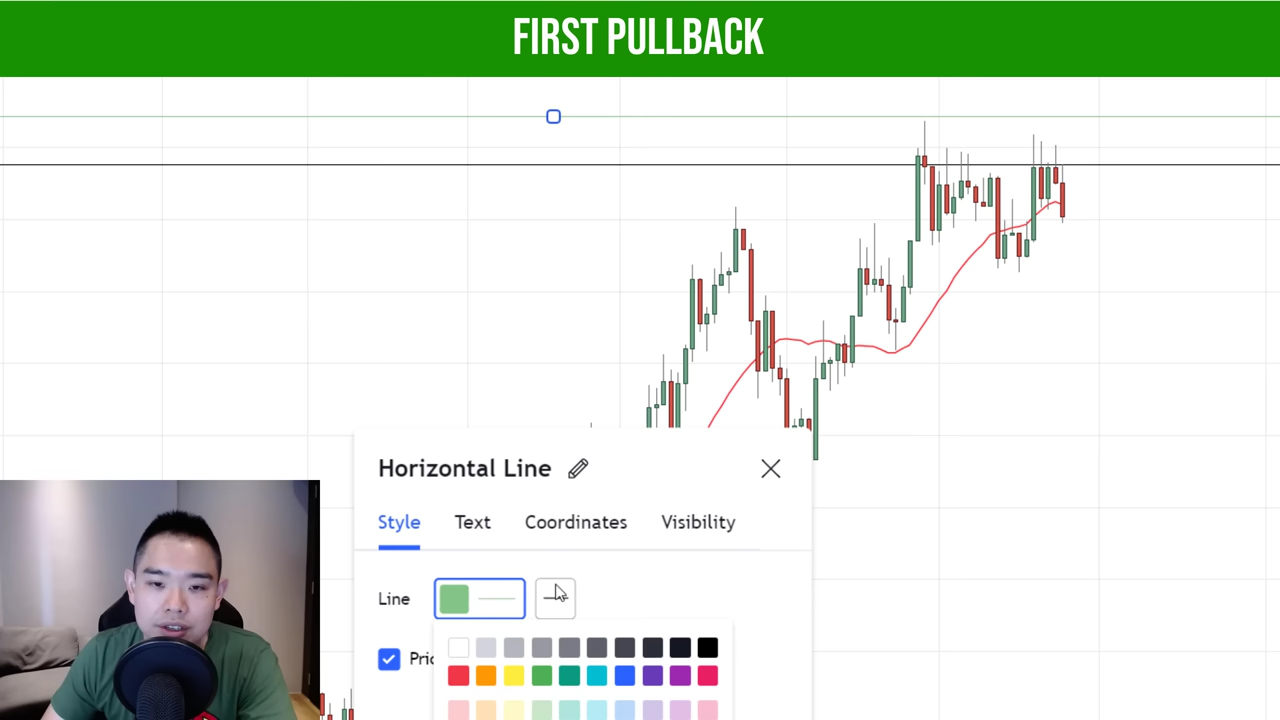 FIRST PULLBACK
Horizontal Line
Style Text Coordinates Visibility
Line